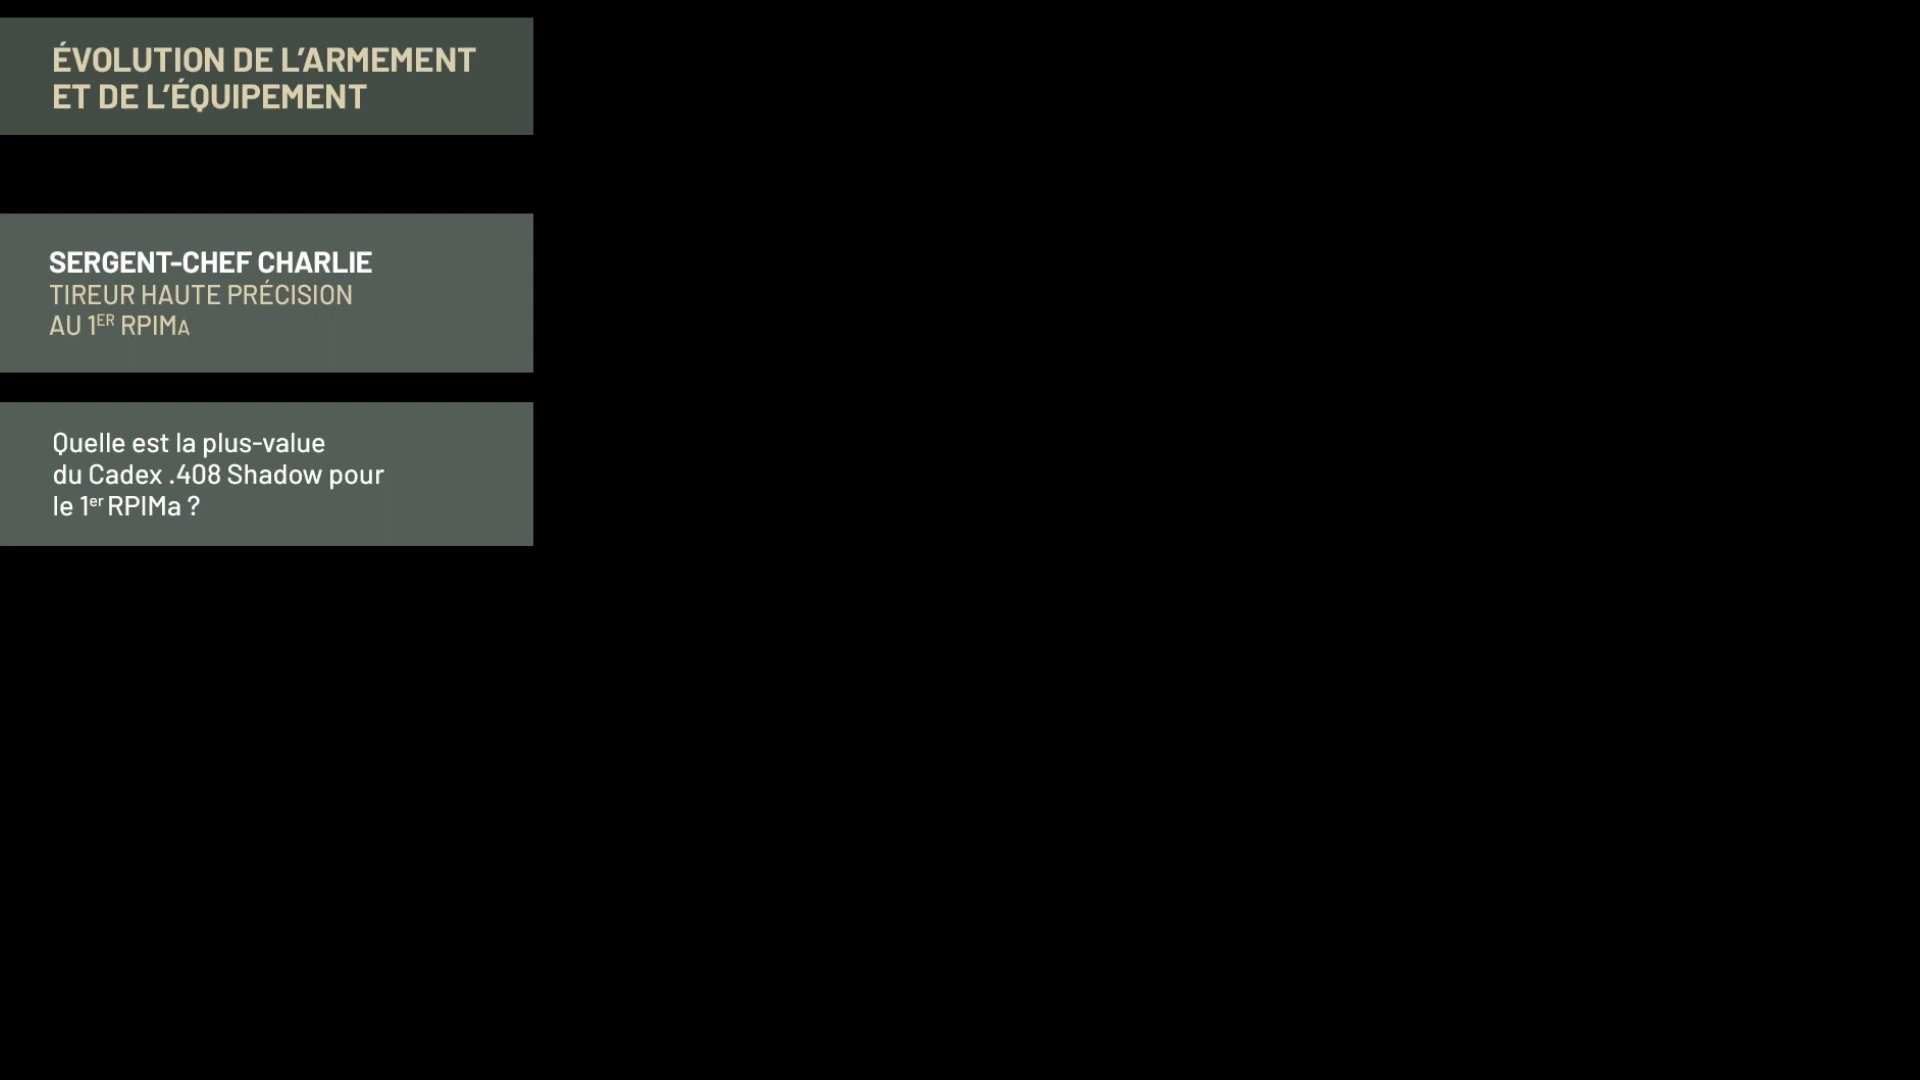 ÉVOLUTION DE L’ARMEMENT
ET DE L’ÉQUIPEMENT
SERGENT-CHEF CHARLIE
TIREUR HAUTE PRÉCISION
AU 1ER RPIMA
Quelle est la plus-value
du Cadex .408 Shadow pour
le 1er RPIMa ?